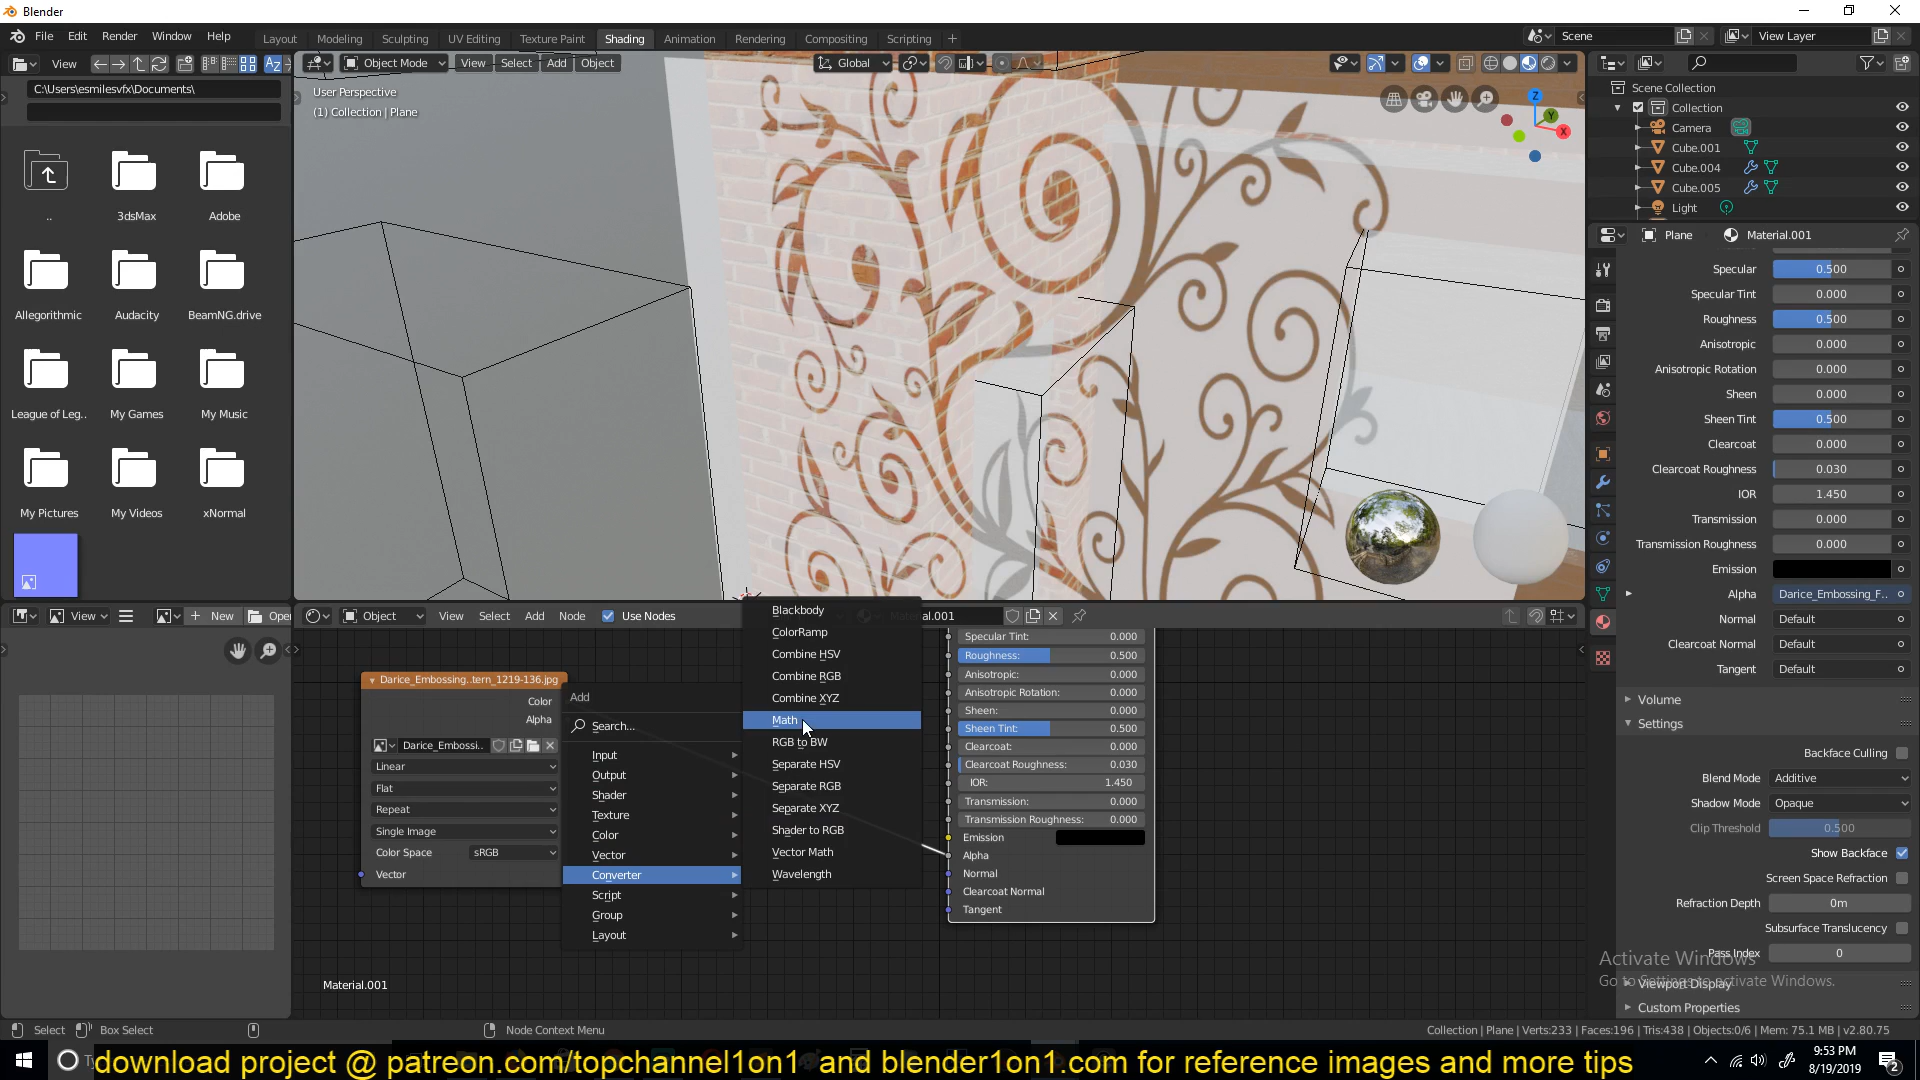 Blender
File Edit Render Window Help
Layout Modeling Sculpting UV Editing Texture Paint Shading Animation Rendering Compositing Scripting
Scene
View Layer
View
Object Mode
View Select Add Object
Global
C:\Users\esmilesvfx\Documents\
User Perspective
(1) Collection | Plane
Z
Y
X
..
3dsMax
Adobe
Allegorithmic
Audacity
BeamNG.drive
League of Leg..
My Games
My Music
My Pictures
My Videos
xNormal
Scene Collection
Collection
Camera
Cube.001
Cube.004
Cube.005
Light
Plane
Material.001
Specular 0.500
Specular Tint 0.000
Roughness 0.500
Anisotropic 0.000
Anisotropic Rotation 0.000
Sheen 0.000
Sheen Tint 0.500
Clearcoat 0.000
Clearcoat Roughness 0.030
IOR 1.450
Transmission 0.000
Transmission Roughness 0.000
Emission
Alpha Darice_Embossing_F..
Normal Default
Clearcoat Normal Default
Tangent Default
Volume
Settings
Backface Culling
Blend Mode Additive
Shadow Mode Opaque
Clip Threshold 0.500
Show Backface
Screen Space Refraction
Refraction Depth 0m
Subsurface Translucency
Pass Index 0
Viewport Display
Custom Properties
Activate Windows
Go to Settings to activate Windows.
View
New
Open
Object
View Select Add Node Use Nodes
al.001
Darice_Embossing..tern_1219-136.jpg
Color
Alpha
Darice_Embossi..
Linear
Flat
Repeat
Single Image
Color Space sRGB
Vector
Add
Search...
Input
Output
Shader
Texture
Color
Vector
Converter
Script
Group
Layout
Blackbody
ColorRamp
Combine HSV
Combine RGB
Combine XYZ
Math
RGB to BW
Separate HSV
Separate RGB
Separate XYZ
Shader to RGB
Vector Math
Wavelength
Specular Tint: 0.000
Roughness: 0.500
Anisotropic: 0.000
Anisotropic Rotation: 0.000
Sheen: 0.000
Sheen Tint: 0.500
Clearcoat: 0.000
Clearcoat Roughness: 0.030
IOR: 1.450
Transmission: 0.000
Transmission Roughness: 0.000
Emission
Alpha
Normal
Clearcoat Normal
Tangent
Material.001
Select Box Select Node Context Menu
Collection | Plane | Verts:233 | Faces:196 | Tris:438 | Objects:0/6 | Mem: 75.1 MB | v2.80.75
download project @ patreon.com/topchannel1on1 and blender1on1.com for reference images and more tips
9:53 PM
8/19/2019
2